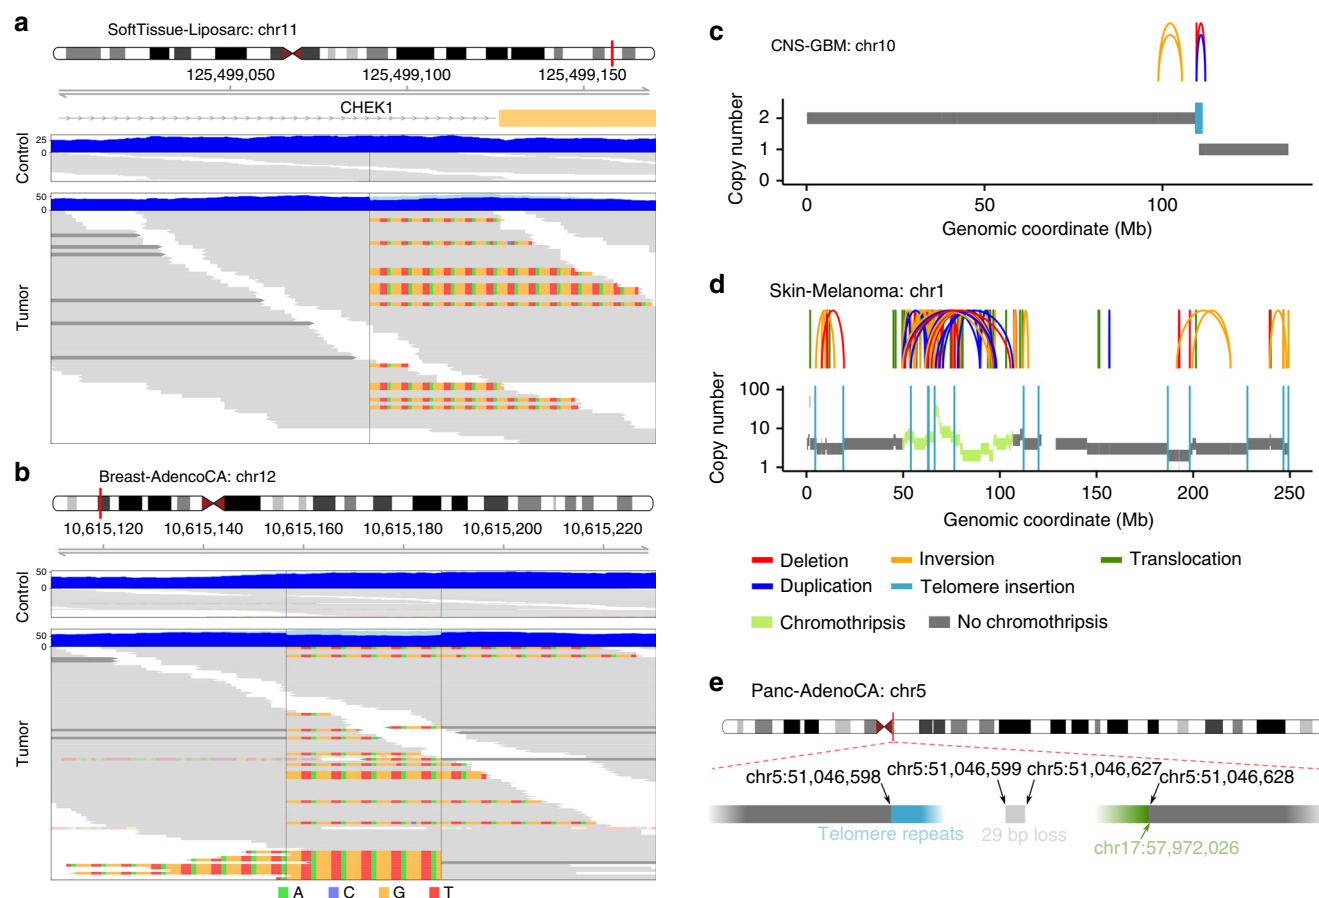 a
SoftTissue-Liposarc: chr11
125,499,050
125,499,100
125,499,150
CHEK1
Control
25
0
Tumor
50
0
b
Breast-AdencoCA: chr12
10,615,120
10,615,140
10,615,160
10,615,180
10,615,200
10,615,220
Control
50
0
Tumor
50
0
A
C
G
T
c
CNS-GBM: chr10
Copy number
2
1
0
0
50
100
Genomic coordinate (Mb)
d
Skin-Melanoma: chr1
Copy number
100
10
1
0
50
100
150
200
250
Genomic coordinate (Mb)
Deletion
Inversion
Translocation
Duplication
Telomere insertion
Chromothripsis
No chromothripsis
e
Panc-AdenoCA: chr5
chr5:51,046,598
chr5:51,046,599
chr5:51,046,627
chr5:51,046,628
Telomere repeats
29 bp loss
chr17:57,972,026